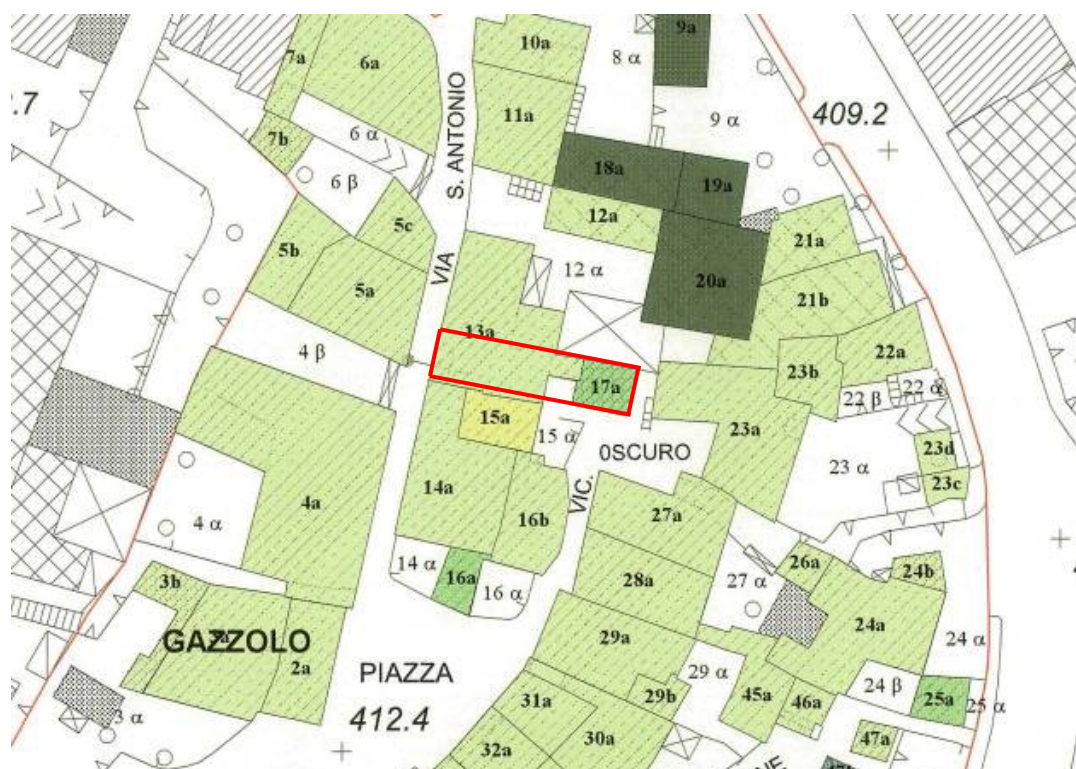 10a
9a
7a
6a
8 α
.7
11a
S. ANTONIO
409.2
9 α
6 α
7b
18a
19a
6 β
12a
5c
21a
5b
VIA
12 α
20a
5a
21b
13a
4 β
22a
23b
17a
22 α
22 β
15a
15 α
23a
23d
0SCURO
23 α
23c
14a
4a
VIC.
16b
27a
4 α
14 α
26a
16a
28a
27 α
24b
3b
16 α
24a
29a
24 α
GAZZOLO
2a
PIAZZA
29 α
24 β
45a
29b
46a
25a
25 α
31a
3 α
412.4
30a
47a
32a